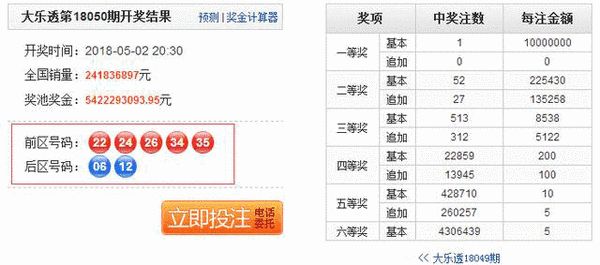 大乐透第18050期开奖结果 预测 | 奖金计算器
开奖时间：2018-05-02 20:30
全国销量：241836897元
奖池奖金：5422293093.95元
前区号码：22 24 26 34 35
后区号码：06 12
立即投注 电话委托
奖项 中奖注数 每注金额
一等奖 基本 1 10000000
追加 0 0
二等奖 基本 52 225430
追加 27 135258
三等奖 基本 513 8538
追加 312 5122
四等奖 基本 22859 200
追加 13945 100
五等奖 基本 428710 10
追加 260257 5
六等奖 基本 4306439 5
<< 大乐透18049期